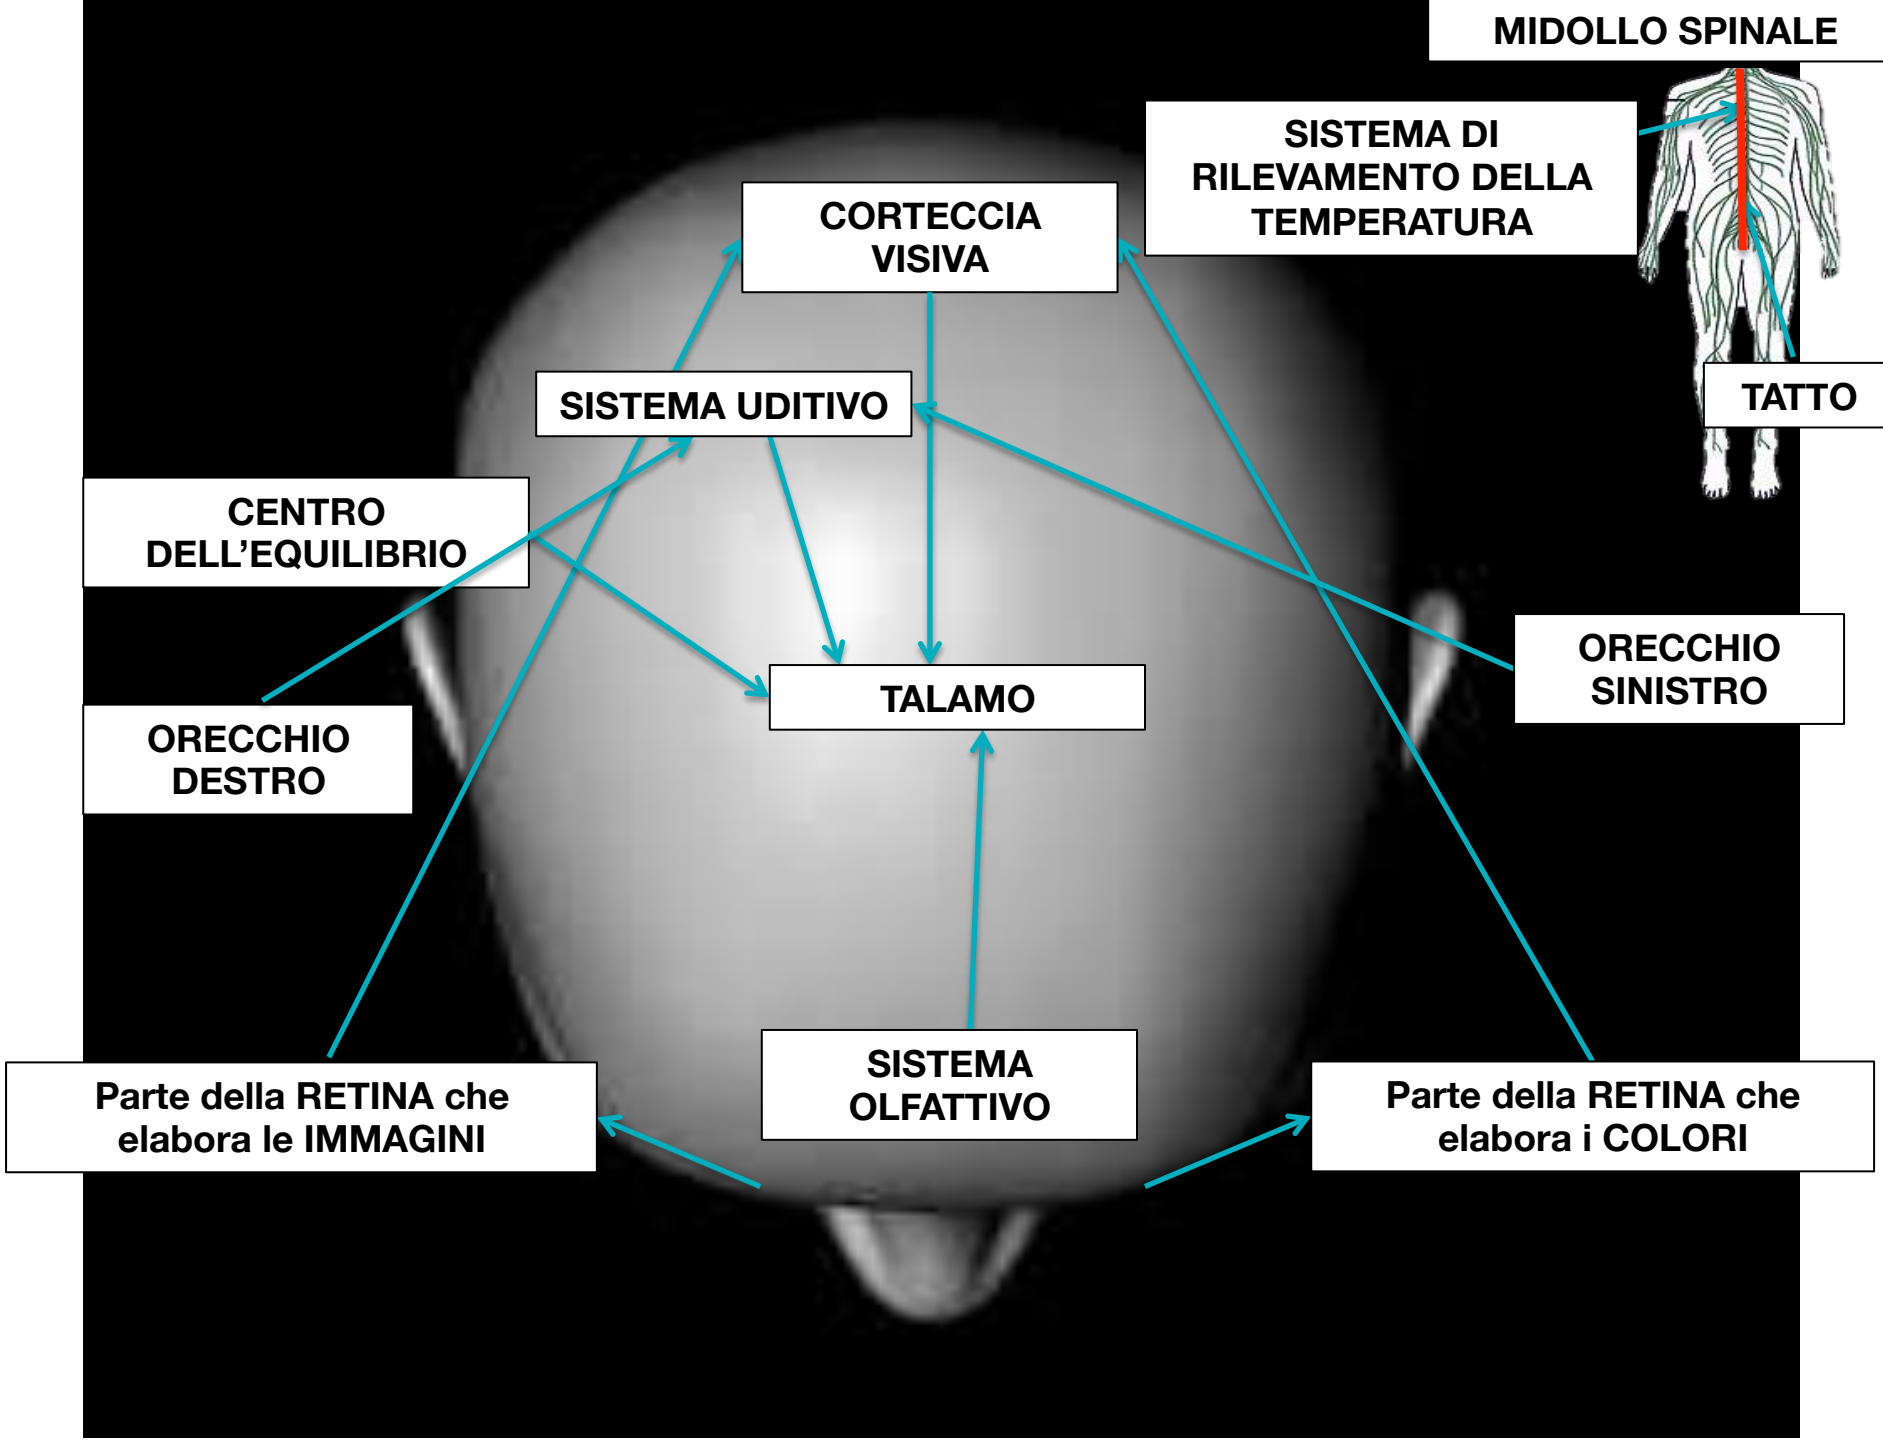 MIDOLLO SPINALE
SISTEMA DI
RILEVAMENTO DELLA
TEMPERATURA
CORTECCIA
VISIVA
SISTEMA UDITIVO
TATTO
CENTRO
DELL’EQUILIBRIO
ORECCHIO
SINISTRO
TALAMO
ORECCHIO
DESTRO
SISTEMA
OLFATTIVO
Parte della RETINA che
elabora le IMMAGINI
Parte della RETINA che
elabora i COLORI